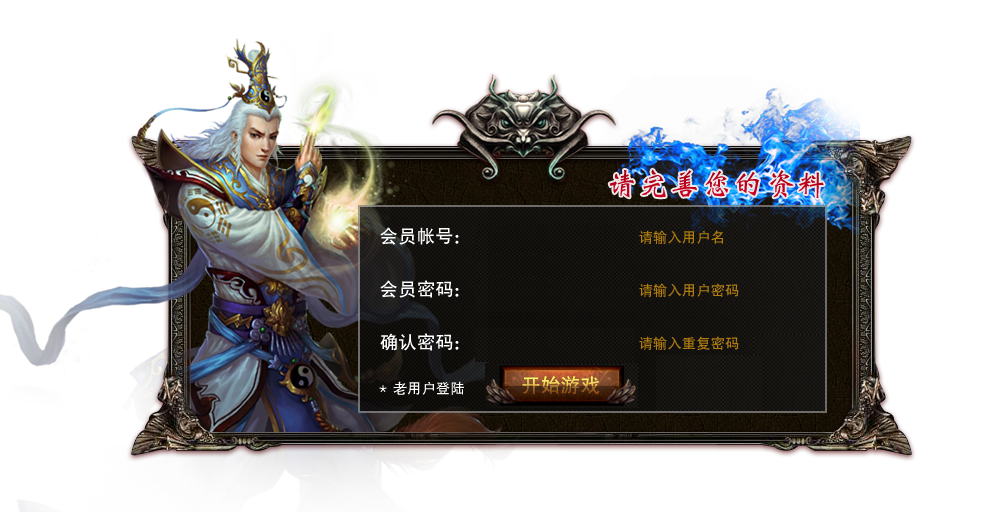 请完善您的资料
会员帐号: 请输入用户名
会员密码: 请输入用户密码
确认密码: 请输入重复密码
* 老用户登陆 开始游戏